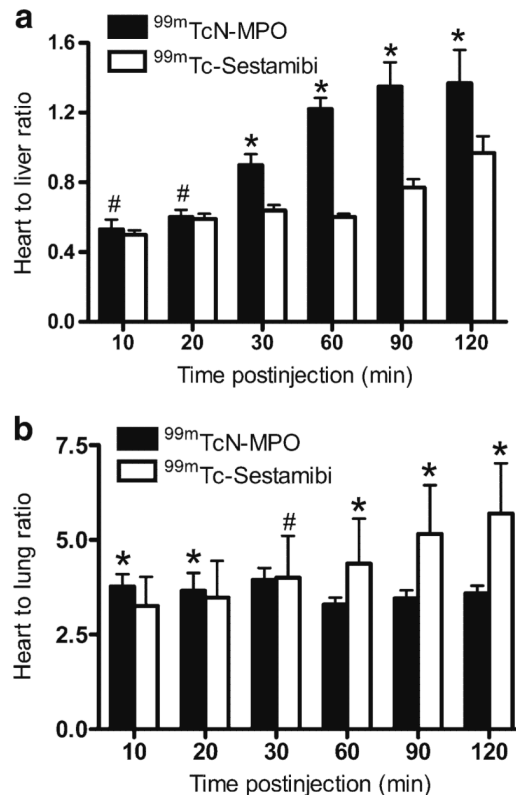 a
⁹⁹ᵐTcN-MPO
⁹⁹ᵐTc-Sestamibi
Heart to liver ratio
1.6
1.2
0.8
0.4
0.0
# # * * * *
10 20 30 60 90 120
Time postinjection (min)
b
⁹⁹ᵐTcN-MPO
⁹⁹ᵐTc-Sestamibi
Heart to lung ratio
7.5
5.0
2.5
0.0
* * # * * *
10 20 30 60 90 120
Time postinjection (min)